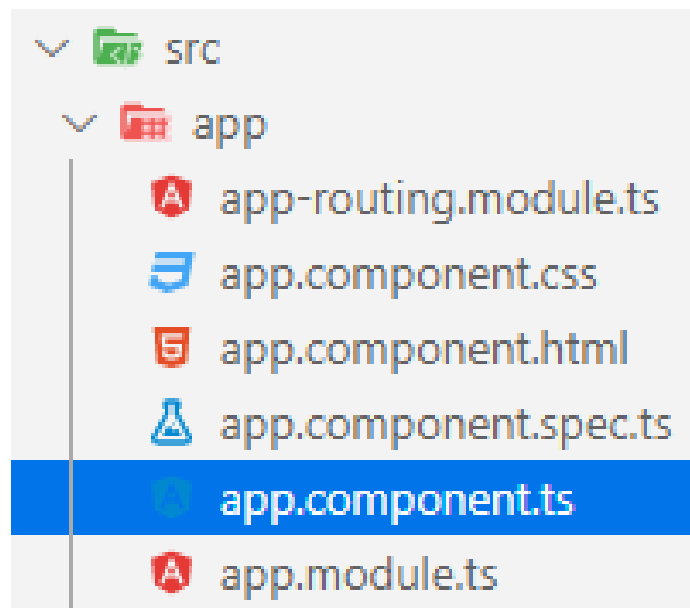 src
app
app-routing.module.ts
app.component.css
app.component.html
app.component.spec.ts
app.component.ts
app.module.ts